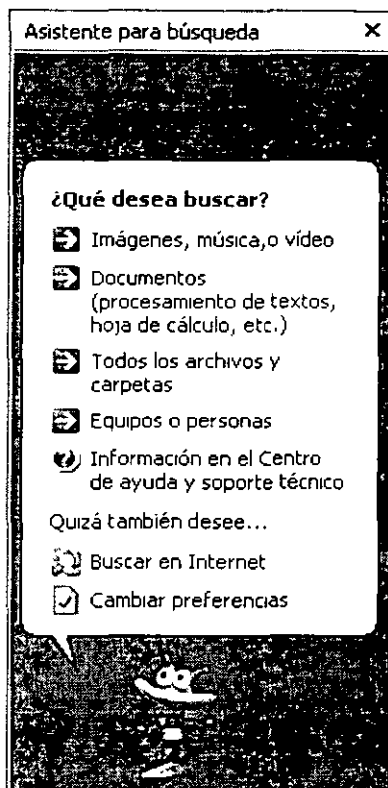 Asistente para búsqueda
¿Qué desea buscar?
Imágenes, música,o vídeo
Documentos
(procesamiento de textos,
hoja de cálculo, etc.)
Todos los archivos y
carpetas
Equipos o personas
Información en el Centro
de ayuda y soporte técnico
Quizá también desee...
Buscar en Internet
Cambiar preferencias